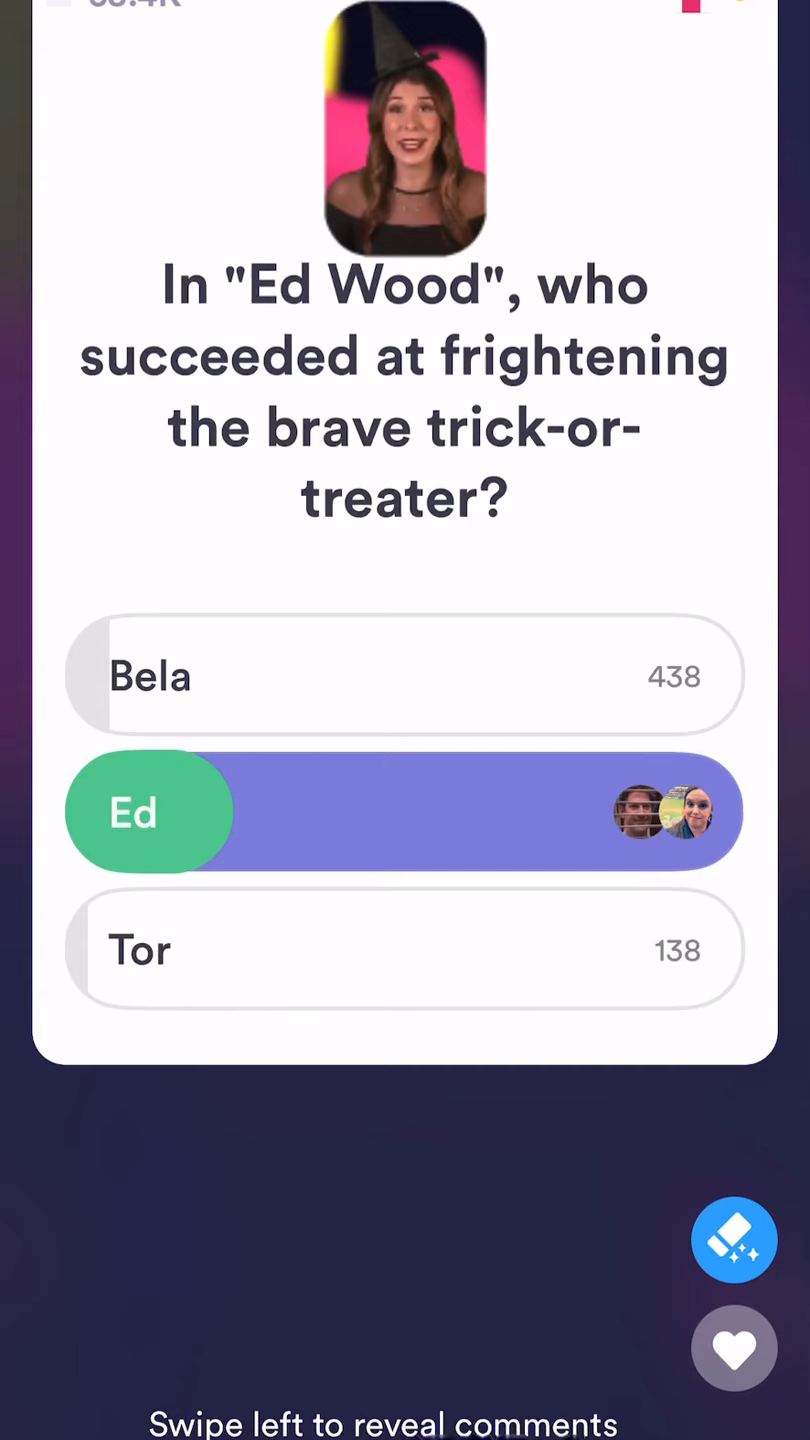 In "Ed Wood", who
succeeded at frightening
the brave trick-or-
treater?
Bela
438
Ed
Tor
138
Swipe left to reveal comments